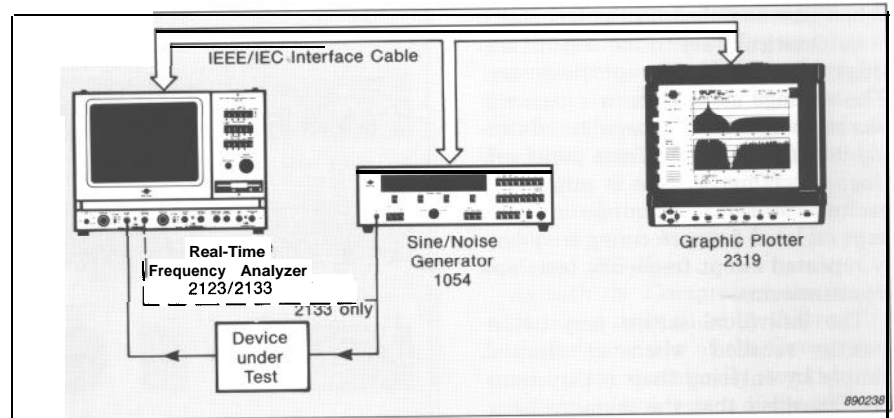 IEEE/IEC Interface Cable
Real-Time
Frequency Analyzer
2123/2133
Sine/Noise
Generator
1054
Graphic Plotter
2319
2133 only
Device
under
Test
890238